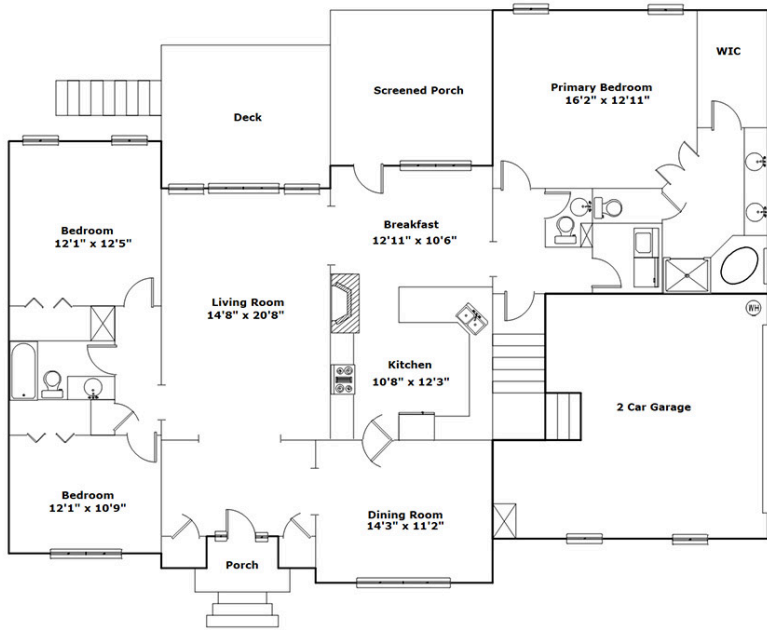 WIC
Primary Bedroom
16'2" x 12'11"
Screened Porch
Deck
Bedroom
12'1" x 12'5"
Breakfast
12'11" x 10'6"
Living Room
14'8" x 20'8"
WH
Kitchen
10'8" x 12'3"
2 Car Garage
Bedroom
12'1" x 10'9"
Dining Room
14'3" x 11'2"
Porch